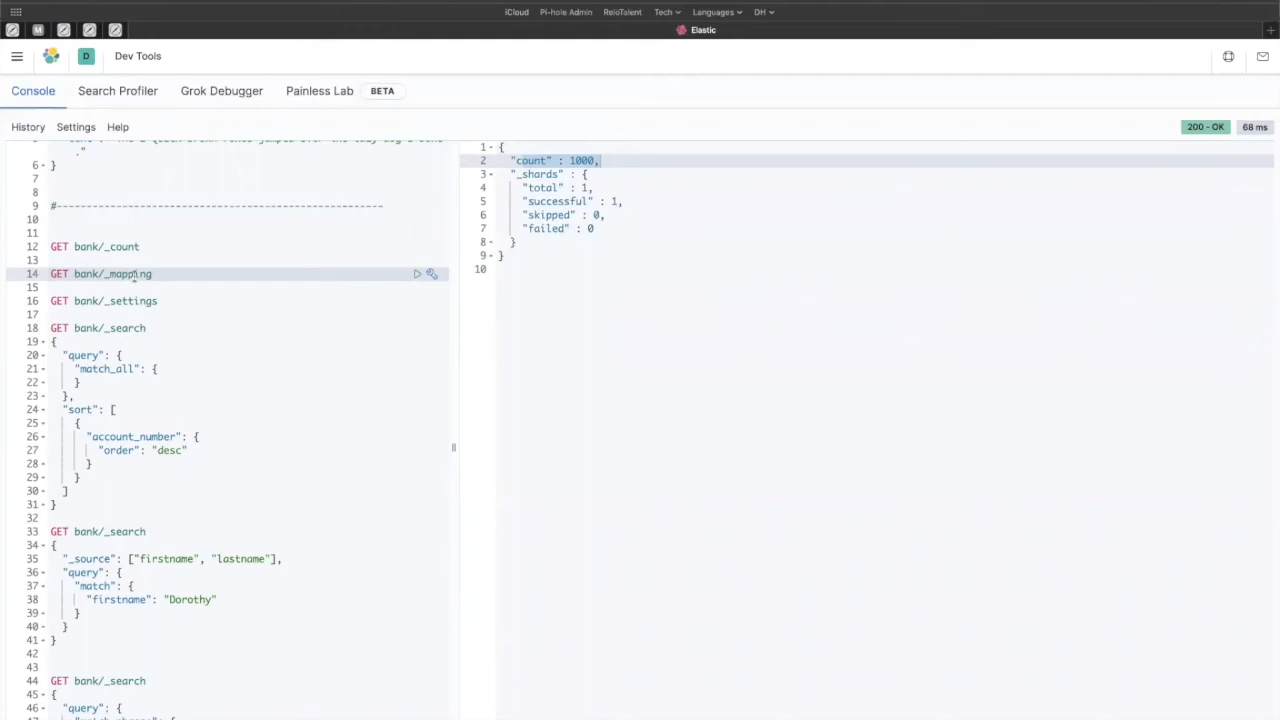 iCloud Pi-hole Admin ReloTalent Tech Languages DH
M Elastic
D Dev Tools
Console Search Profiler Grok Debugger Painless Lab BETA
History Settings Help 200 - OK 68 ms
."
6 }
7
8
9 #-------------------------------------------------------
10
11
12 GET bank/_count
13
14 GET bank/_mapping
15
16 GET bank/_settings
17
18 GET bank/_search
19 {
20 "query": {
21 "match_all": {
22 }
23 },
24 "sort": [
25 {
26 "account_number": {
27 "order": "desc"
28 }
29 }
30 ]
31 }
32
33 GET bank/_search
34 {
35 "_source": ["firstname", "lastname"],
36 "query": {
37 "match": {
38 "firstname": "Dorothy"
39 }
40 }
41 }
42
43
44 GET bank/_search
45 {
46 "query": {
1 {
2 "count" : 1000,
3 "_shards" : {
4 "total" : 1,
5 "successful" : 1,
6 "skipped" : 0,
7 "failed" : 0
8 }
9 }
10